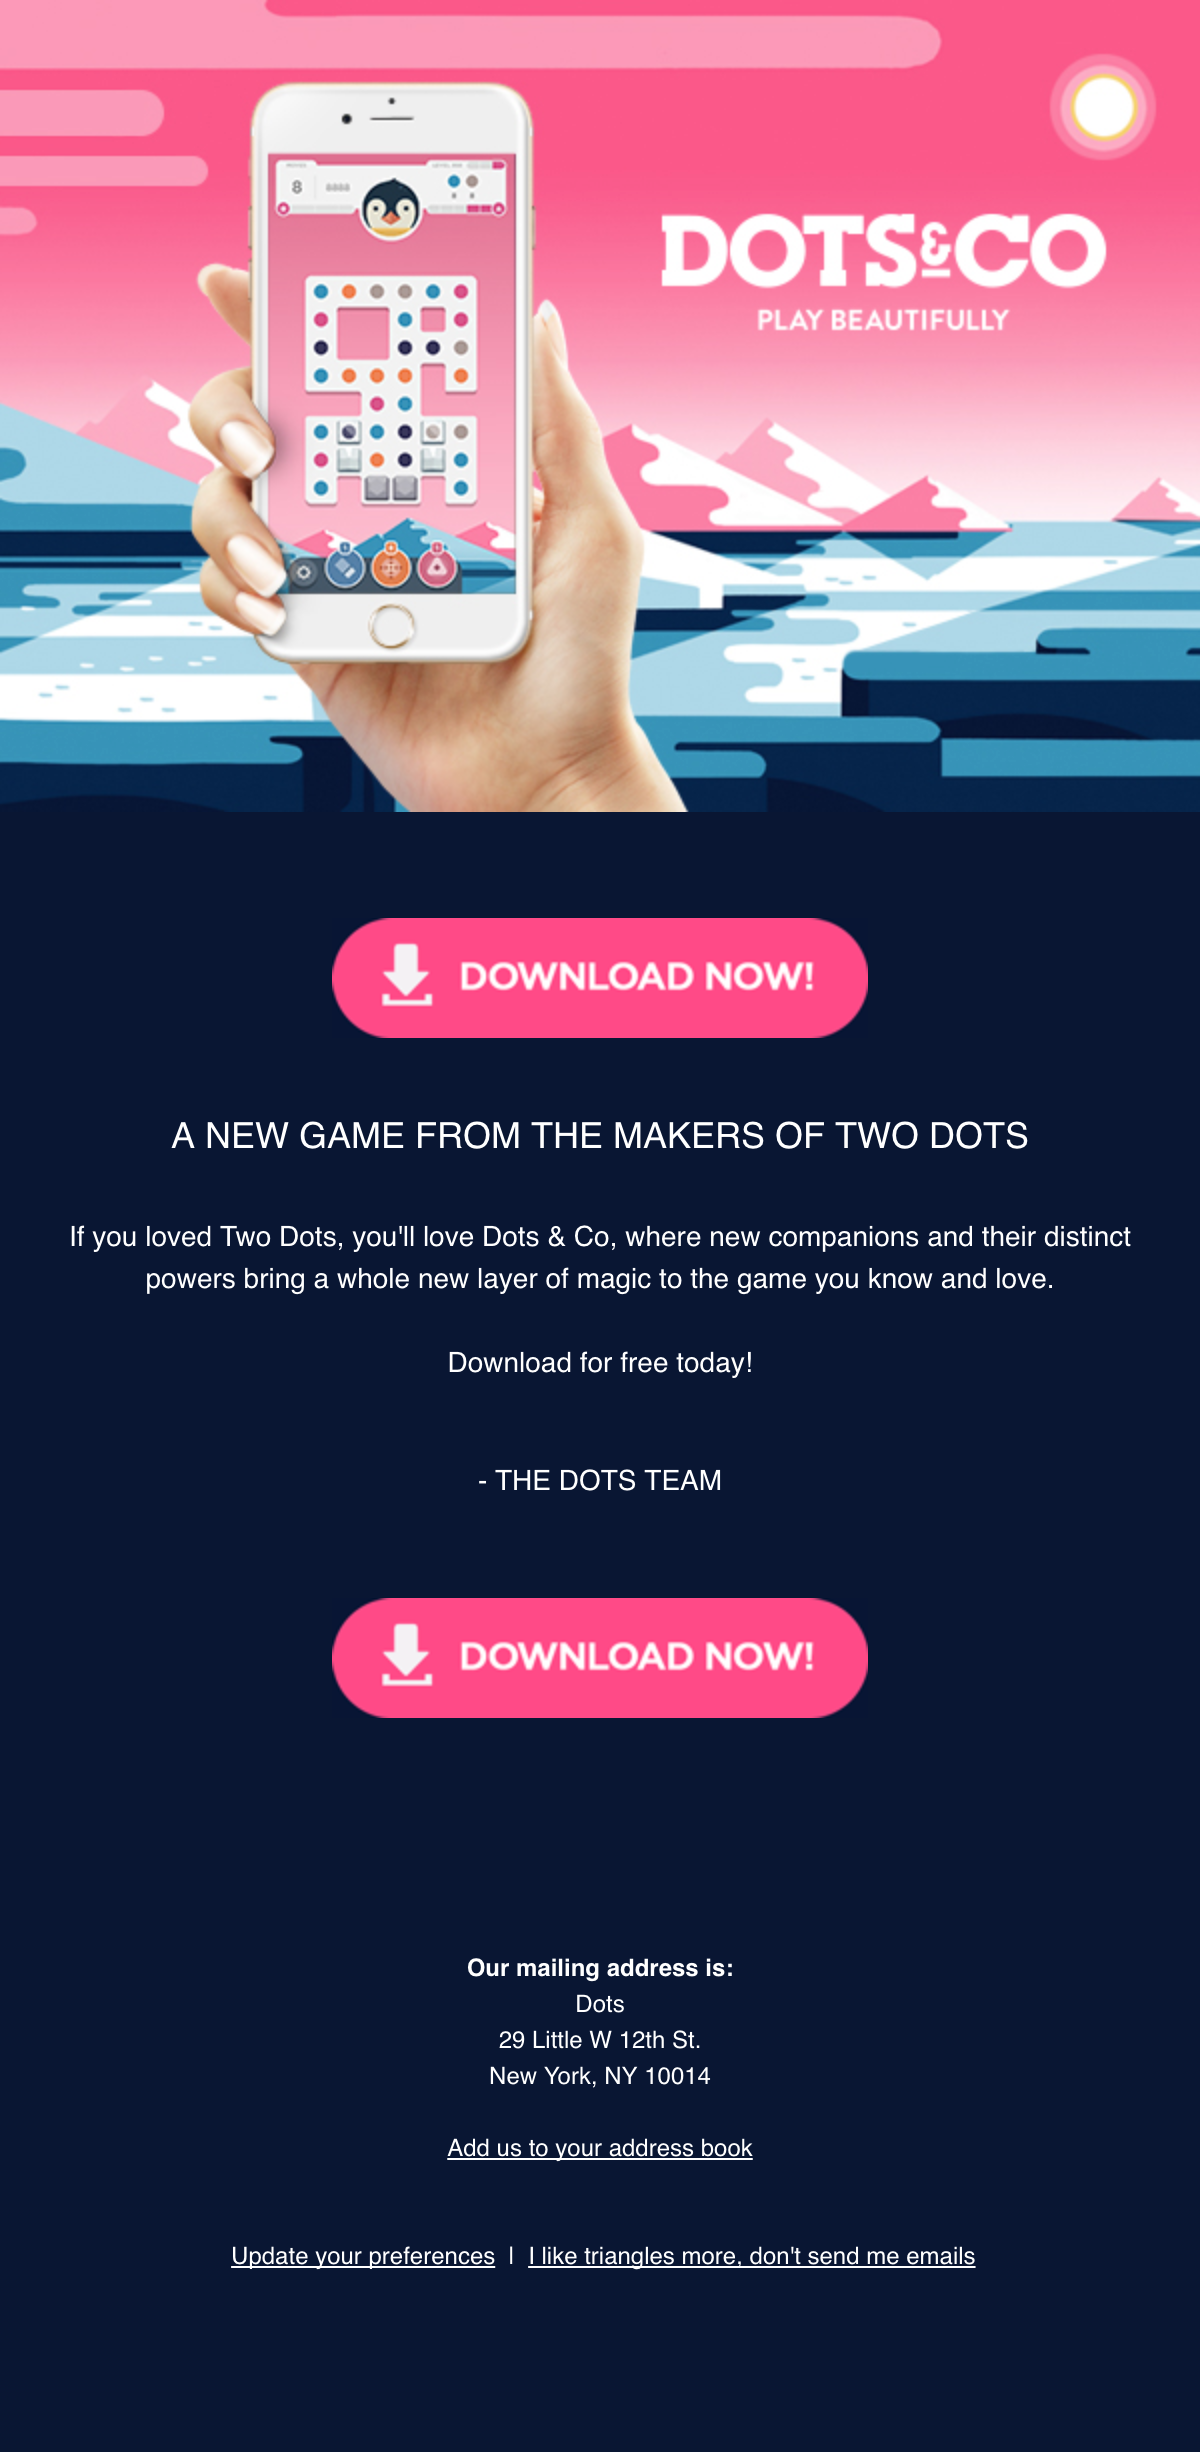 MOVES
8
DOTS&CO
PLAY BEAUTIFULLY
DOWNLOAD NOW!
A NEW GAME FROM THE MAKERS OF TWO DOTS
If you loved Two Dots, you'll love Dots & Co, where new companions and their distinct
powers bring a whole new layer of magic to the game you know and love.
Download for free today!
- THE DOTS TEAM
DOWNLOAD NOW!
Our mailing address is:
Dots
29 Little W 12th St.
New York, NY 10014
Add us to your address book
Update your preferences | I like triangles more, don't send me emails